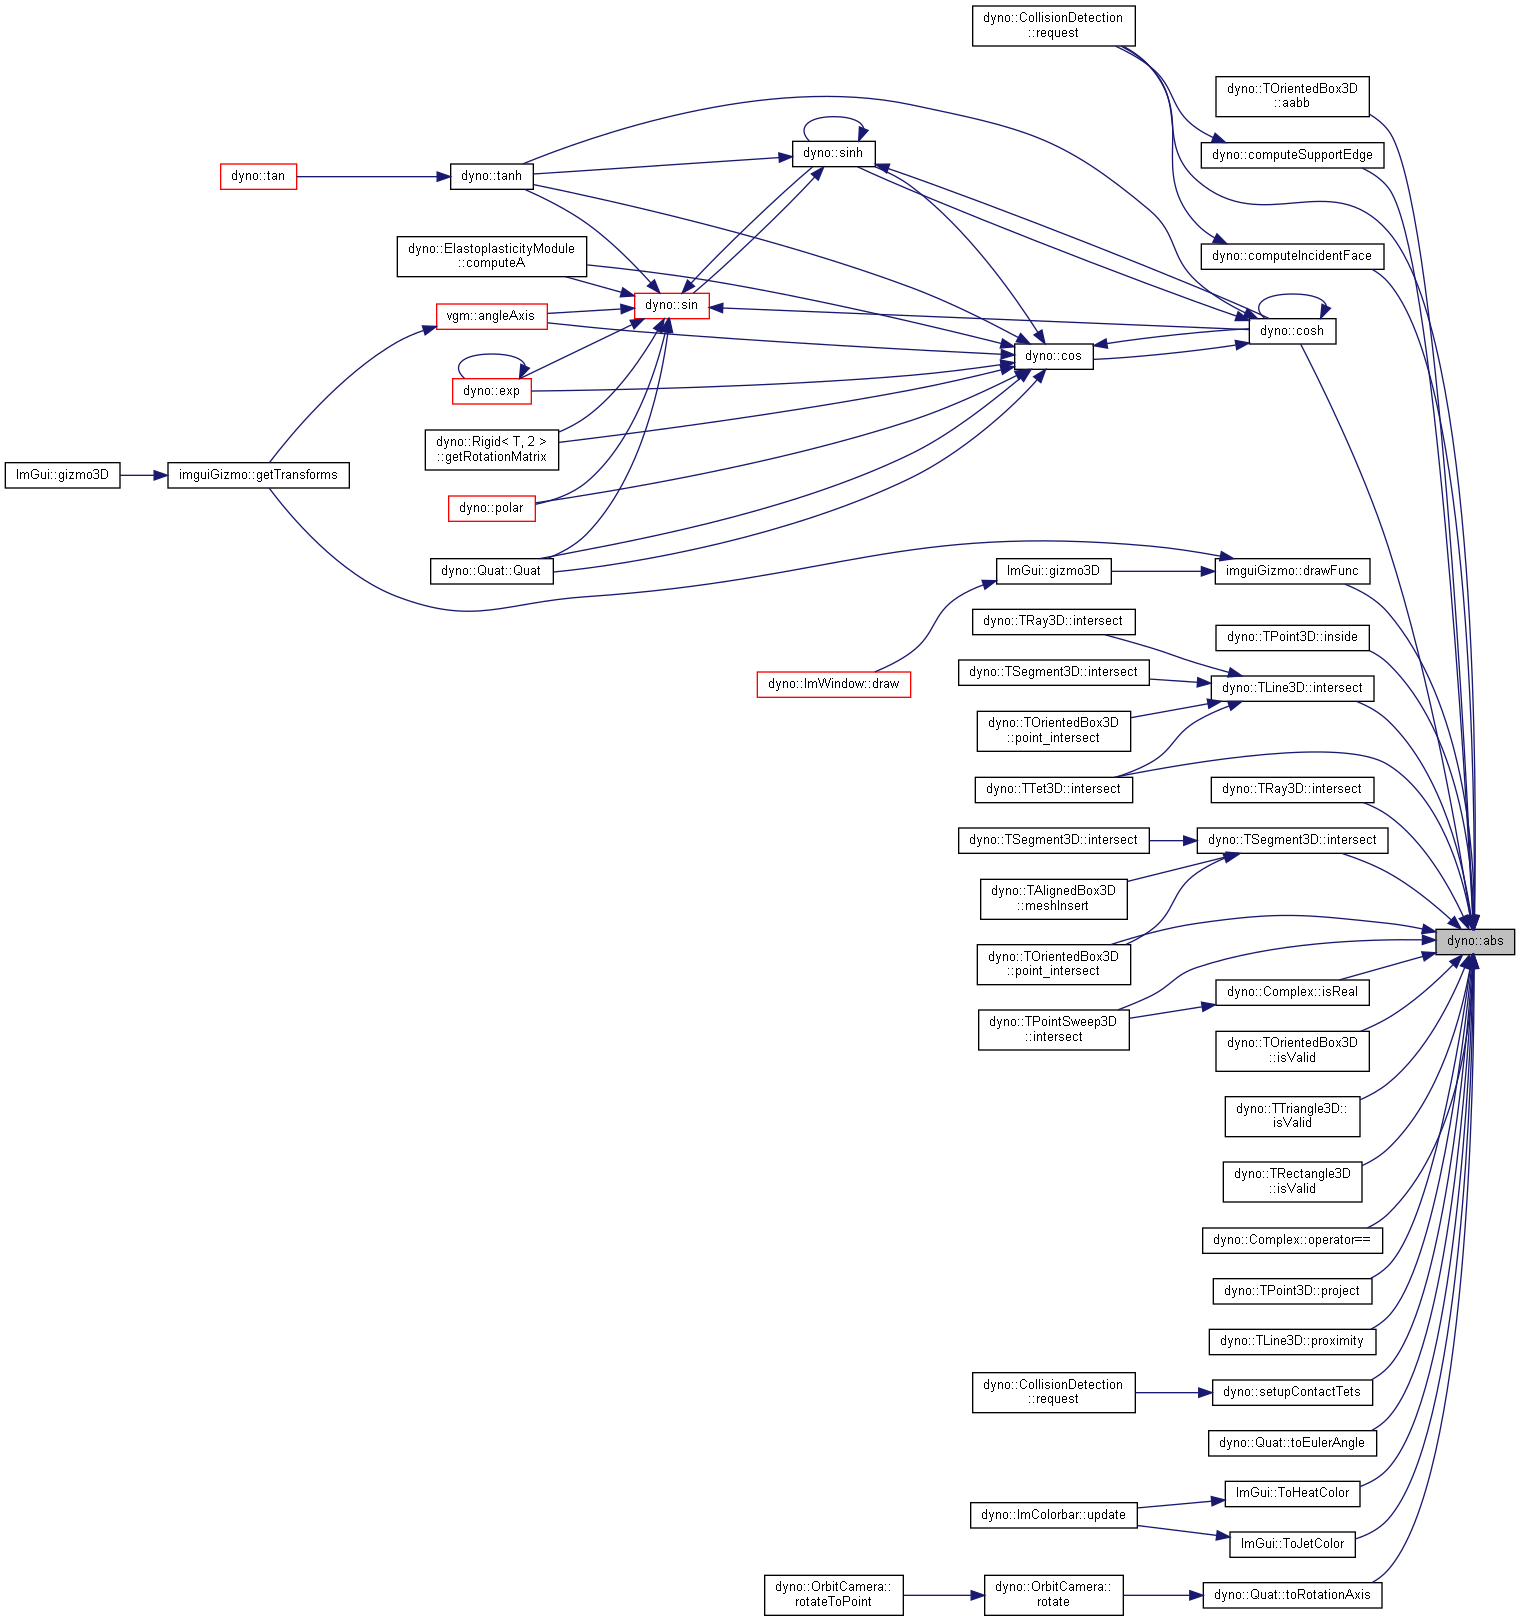 dyno::CollisionDetection
::request
dyno::TOrientedBox3D
::aabb
dyno::computeSupportEdge
dyno::sinh
dyno::tan
dyno::tanh
dyno::ElastoplasticityModule
::computeA
dyno::computeIncidentFace
dyno::sin
vgm::angleAxis
dyno::cosh
dyno::cos
dyno::exp
dyno::Rigid< T, 2 >
::getRotationMatrix
ImGui::gizmo3D
imguiGizmo::getTransforms
dyno::polar
dyno::Quat::Quat
ImGui::gizmo3D
imguiGizmo::drawFunc
dyno::TRay3D::intersect
dyno::TPoint3D::inside
dyno::TSegment3D::intersect
dyno::ImWindow::draw
dyno::TLine3D::intersect
dyno::TOrientedBox3D
::point_intersect
dyno::TTet3D::intersect
dyno::TRay3D::intersect
dyno::TSegment3D::intersect
dyno::TSegment3D::intersect
dyno::TAlignedBox3D
::meshInsert
dyno::abs
dyno::TOrientedBox3D
::point_intersect
dyno::Complex::isReal
dyno::TPointSweep3D
::intersect
dyno::TOrientedBox3D
::isValid
dyno::TTriangle3D::
isValid
dyno::TRectangle3D
::isValid
dyno::Complex::operator==
dyno::TPoint3D::project
dyno::TLine3D::proximity
dyno::CollisionDetection
::request
dyno::setupContactTets
dyno::Quat::toEulerAngle
ImGui::ToHeatColor
dyno::ImColorbar::update
ImGui::ToJetColor
dyno::OrbitCamera::
rotateToPoint
dyno::OrbitCamera::
rotate
dyno::Quat::toRotationAxis